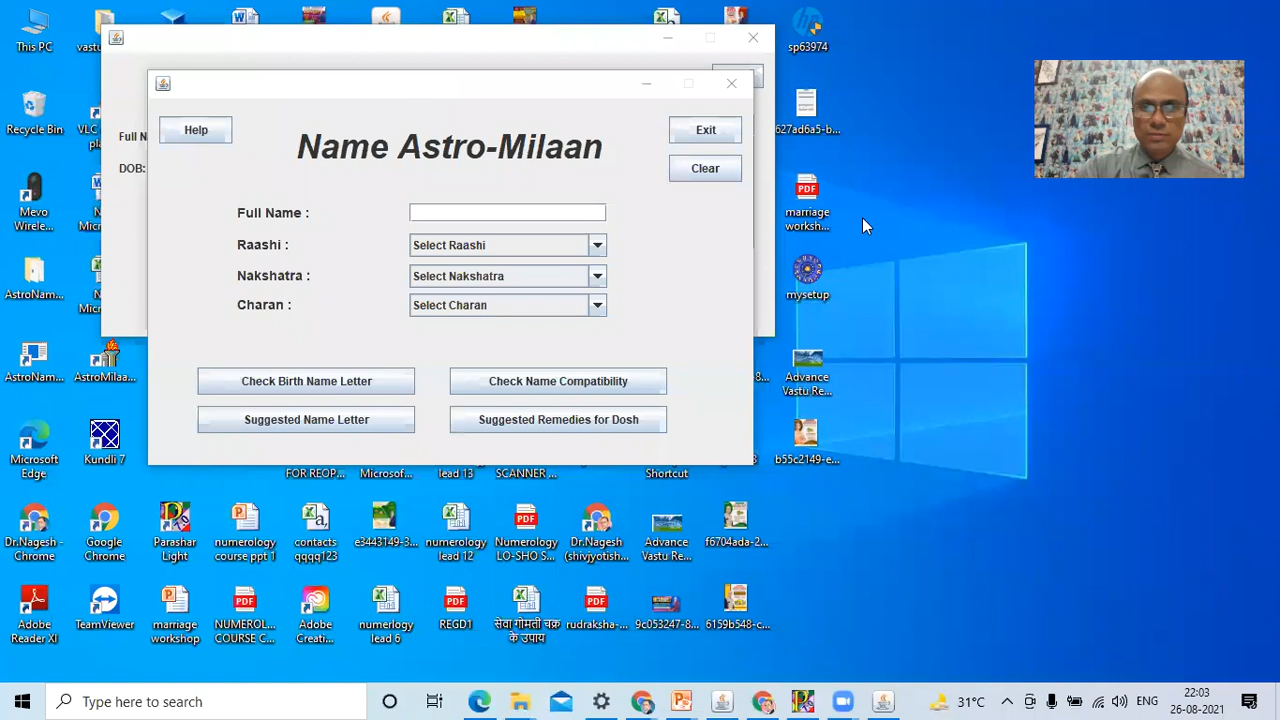 This PC
sp63974
Recycle Bin
VLC
pla
Full N
DOB:
627ad6a5-b...
Mevo
Wirele...
N
Micr
marriage
worksh...
AstroNam...
N
Micr
mysetup
AstroNam...
AstroMilaa...
Advance
Vastu Re...
Help
Name Astro-Milaan
Exit
Clear
Full Name :
Raashi :
Select Raashi
Nakshatra :
Select Nakshatra
Charan :
Select Charan
Check Birth Name Letter
Check Name Compatibility
Suggested Name Letter
Suggested Remedies for Dosh
Microsoft
Edge
Kundli 7
FOR REOP...
Microsof...
lead 13
SCANNER ...
Shortcut
b55c2149-e...
Dr.Nagesh -
Chrome
Google
Chrome
Parashar
Light
numerology
course ppt 1
contacts
qqqq123
e3443149-3...
numerology
lead 12
Numerology
LO-SHO S...
Dr.Nagesh
(shivjyotish...
Advance
Vastu Re...
f6704ada-2...
Adobe
Reader XI
TeamViewer
marriage
workshop
NUMEROL...
COURSE C...
Adobe
Creati...
numerlogy
lead 6
REGD1
सेवा गोमती चक्र
के उपाय
rudraksha-...
9c053247-8...
6159b548-c...
Type here to search
31°C
ENG
22:03
26-08-2021